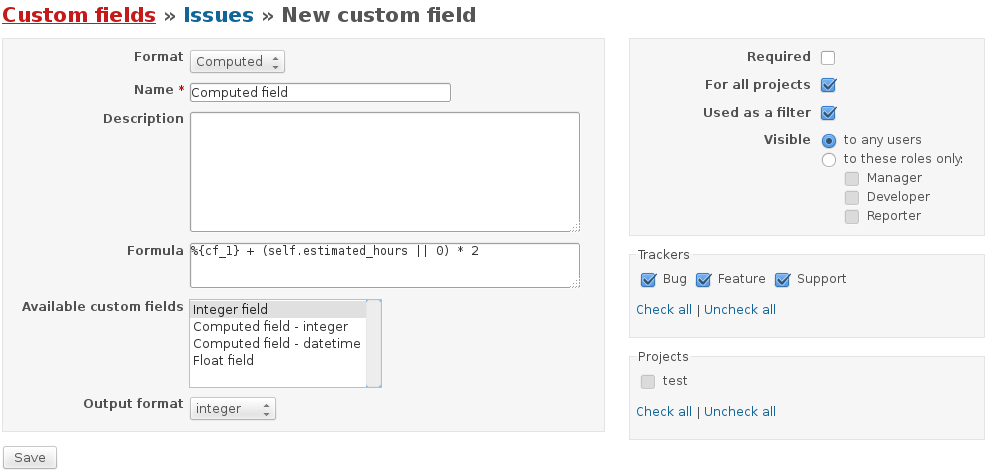 Custom fields » Issues » New custom field
Format Computed
Name * Computed field
Description
Formula %{cf_1} + (self.estimated_hours || 0) * 2
Available custom fields Integer field
Computed field - integer
Computed field - datetime
Float field
Output format integer
Save
Required
For all projects
Used as a filter
Visible to any users
to these roles only:
Manager
Developer
Reporter
Trackers
Bug Feature Support
Check all | Uncheck all
Projects
test
Check all | Uncheck all